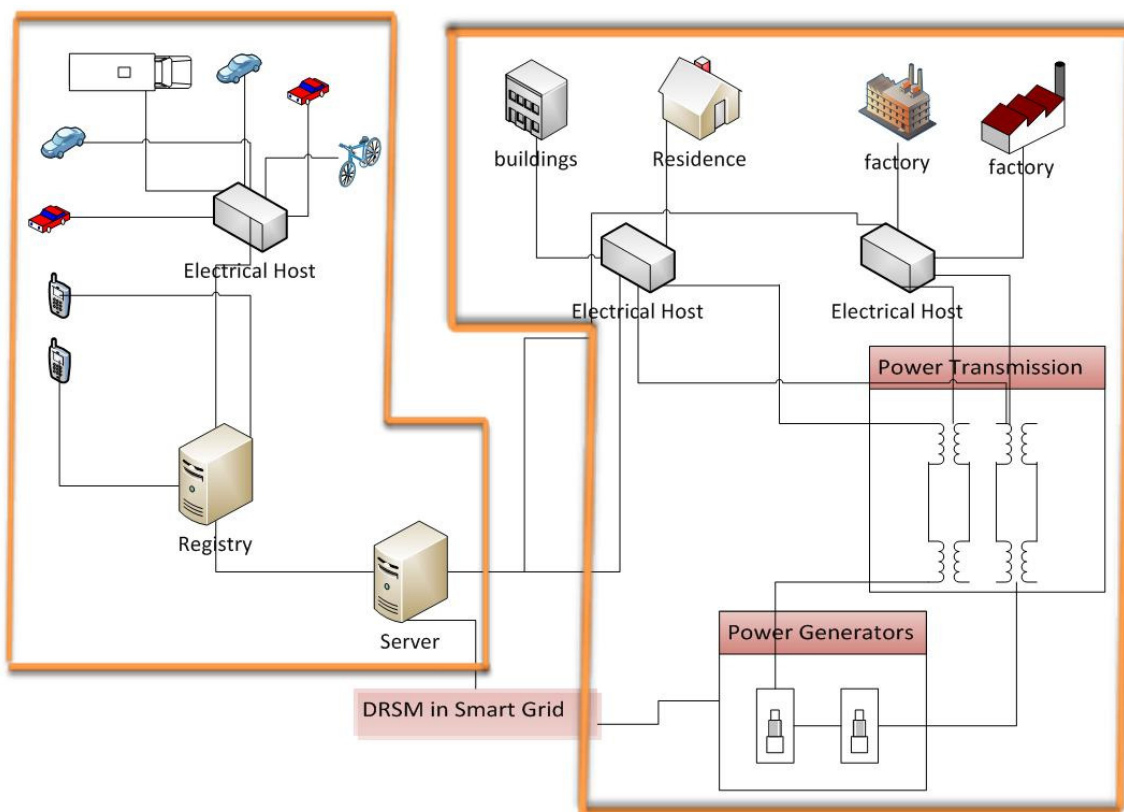 buildings
Residence
factory
factory
Electrical Host
Electrical Host
Electrical Host
Power Transmission
Registry
Server
Power Generators
DRSM in Smart Grid